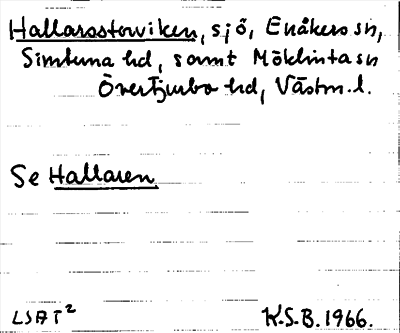 Hallarsstorviken, sjö, Enåkers sn,
Simtuna hd, samt Möklinta sn
Övertjurbo hd, Västm. l.
Se Hallaren
LSAT²
K.S.B. 1966.